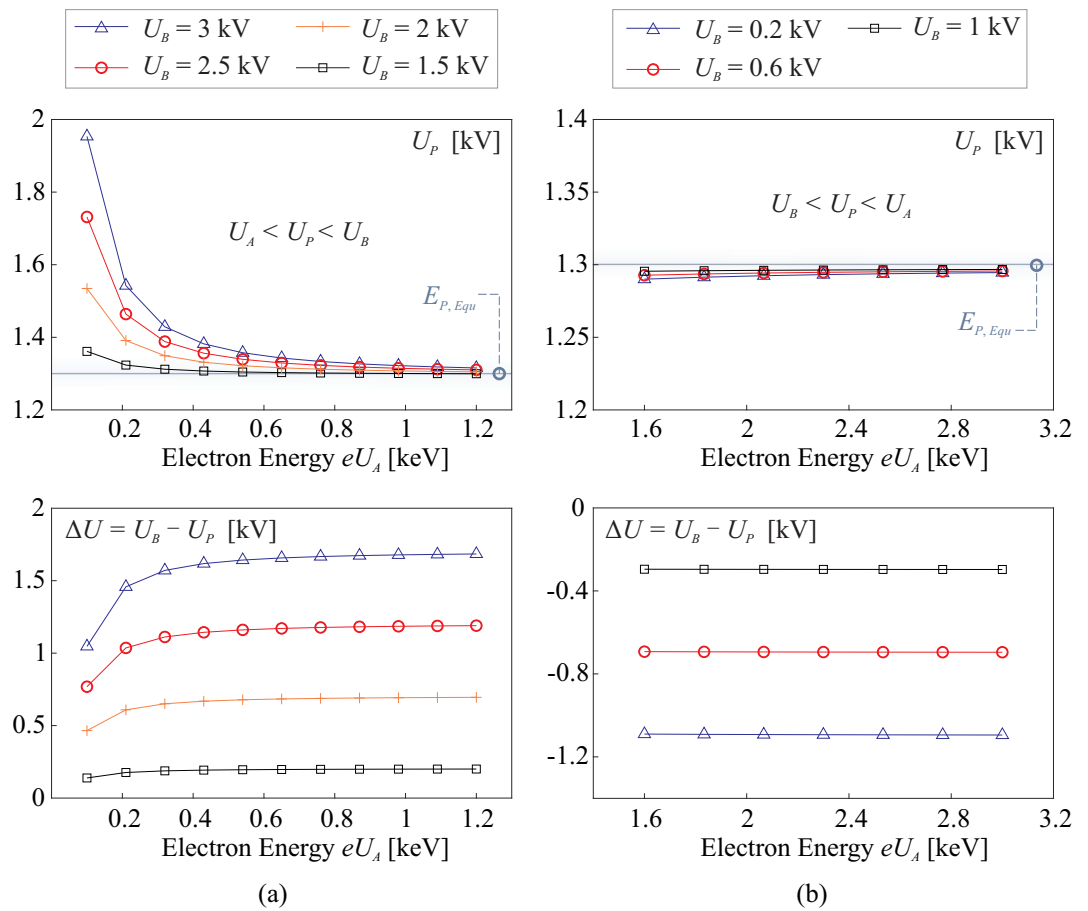 U_B = 3 kV U_B = 2 kV
U_B = 2.5 kV U_B = 1.5 kV
U_B = 0.2 kV U_B = 1 kV
U_B = 0.6 kV
2
1.8
1.6
1.4
1.2
U_P [kV]
U_A < U_P < U_B
E_P, Equ
0.2 0.4 0.6 0.8 1 1.2
Electron Energy eU_A [keV]
1.4
1.35
1.3
1.25
1.2
U_P [kV]
U_B < U_P < U_A
E_P, Equ
1.6 2 2.4 2.8 3.2
Electron Energy eU_A [keV]
2
1.5
1
0.5
0
ΔU = U_B − U_P [kV]
0.2 0.4 0.6 0.8 1 1.2
Electron Energy eU_A [keV]
(a)
0
-0.4
-0.8
-1.2
ΔU = U_B − U_P [kV]
1.6 2 2.4 2.8 3.2
Electron Energy eU_A [keV]
(b)